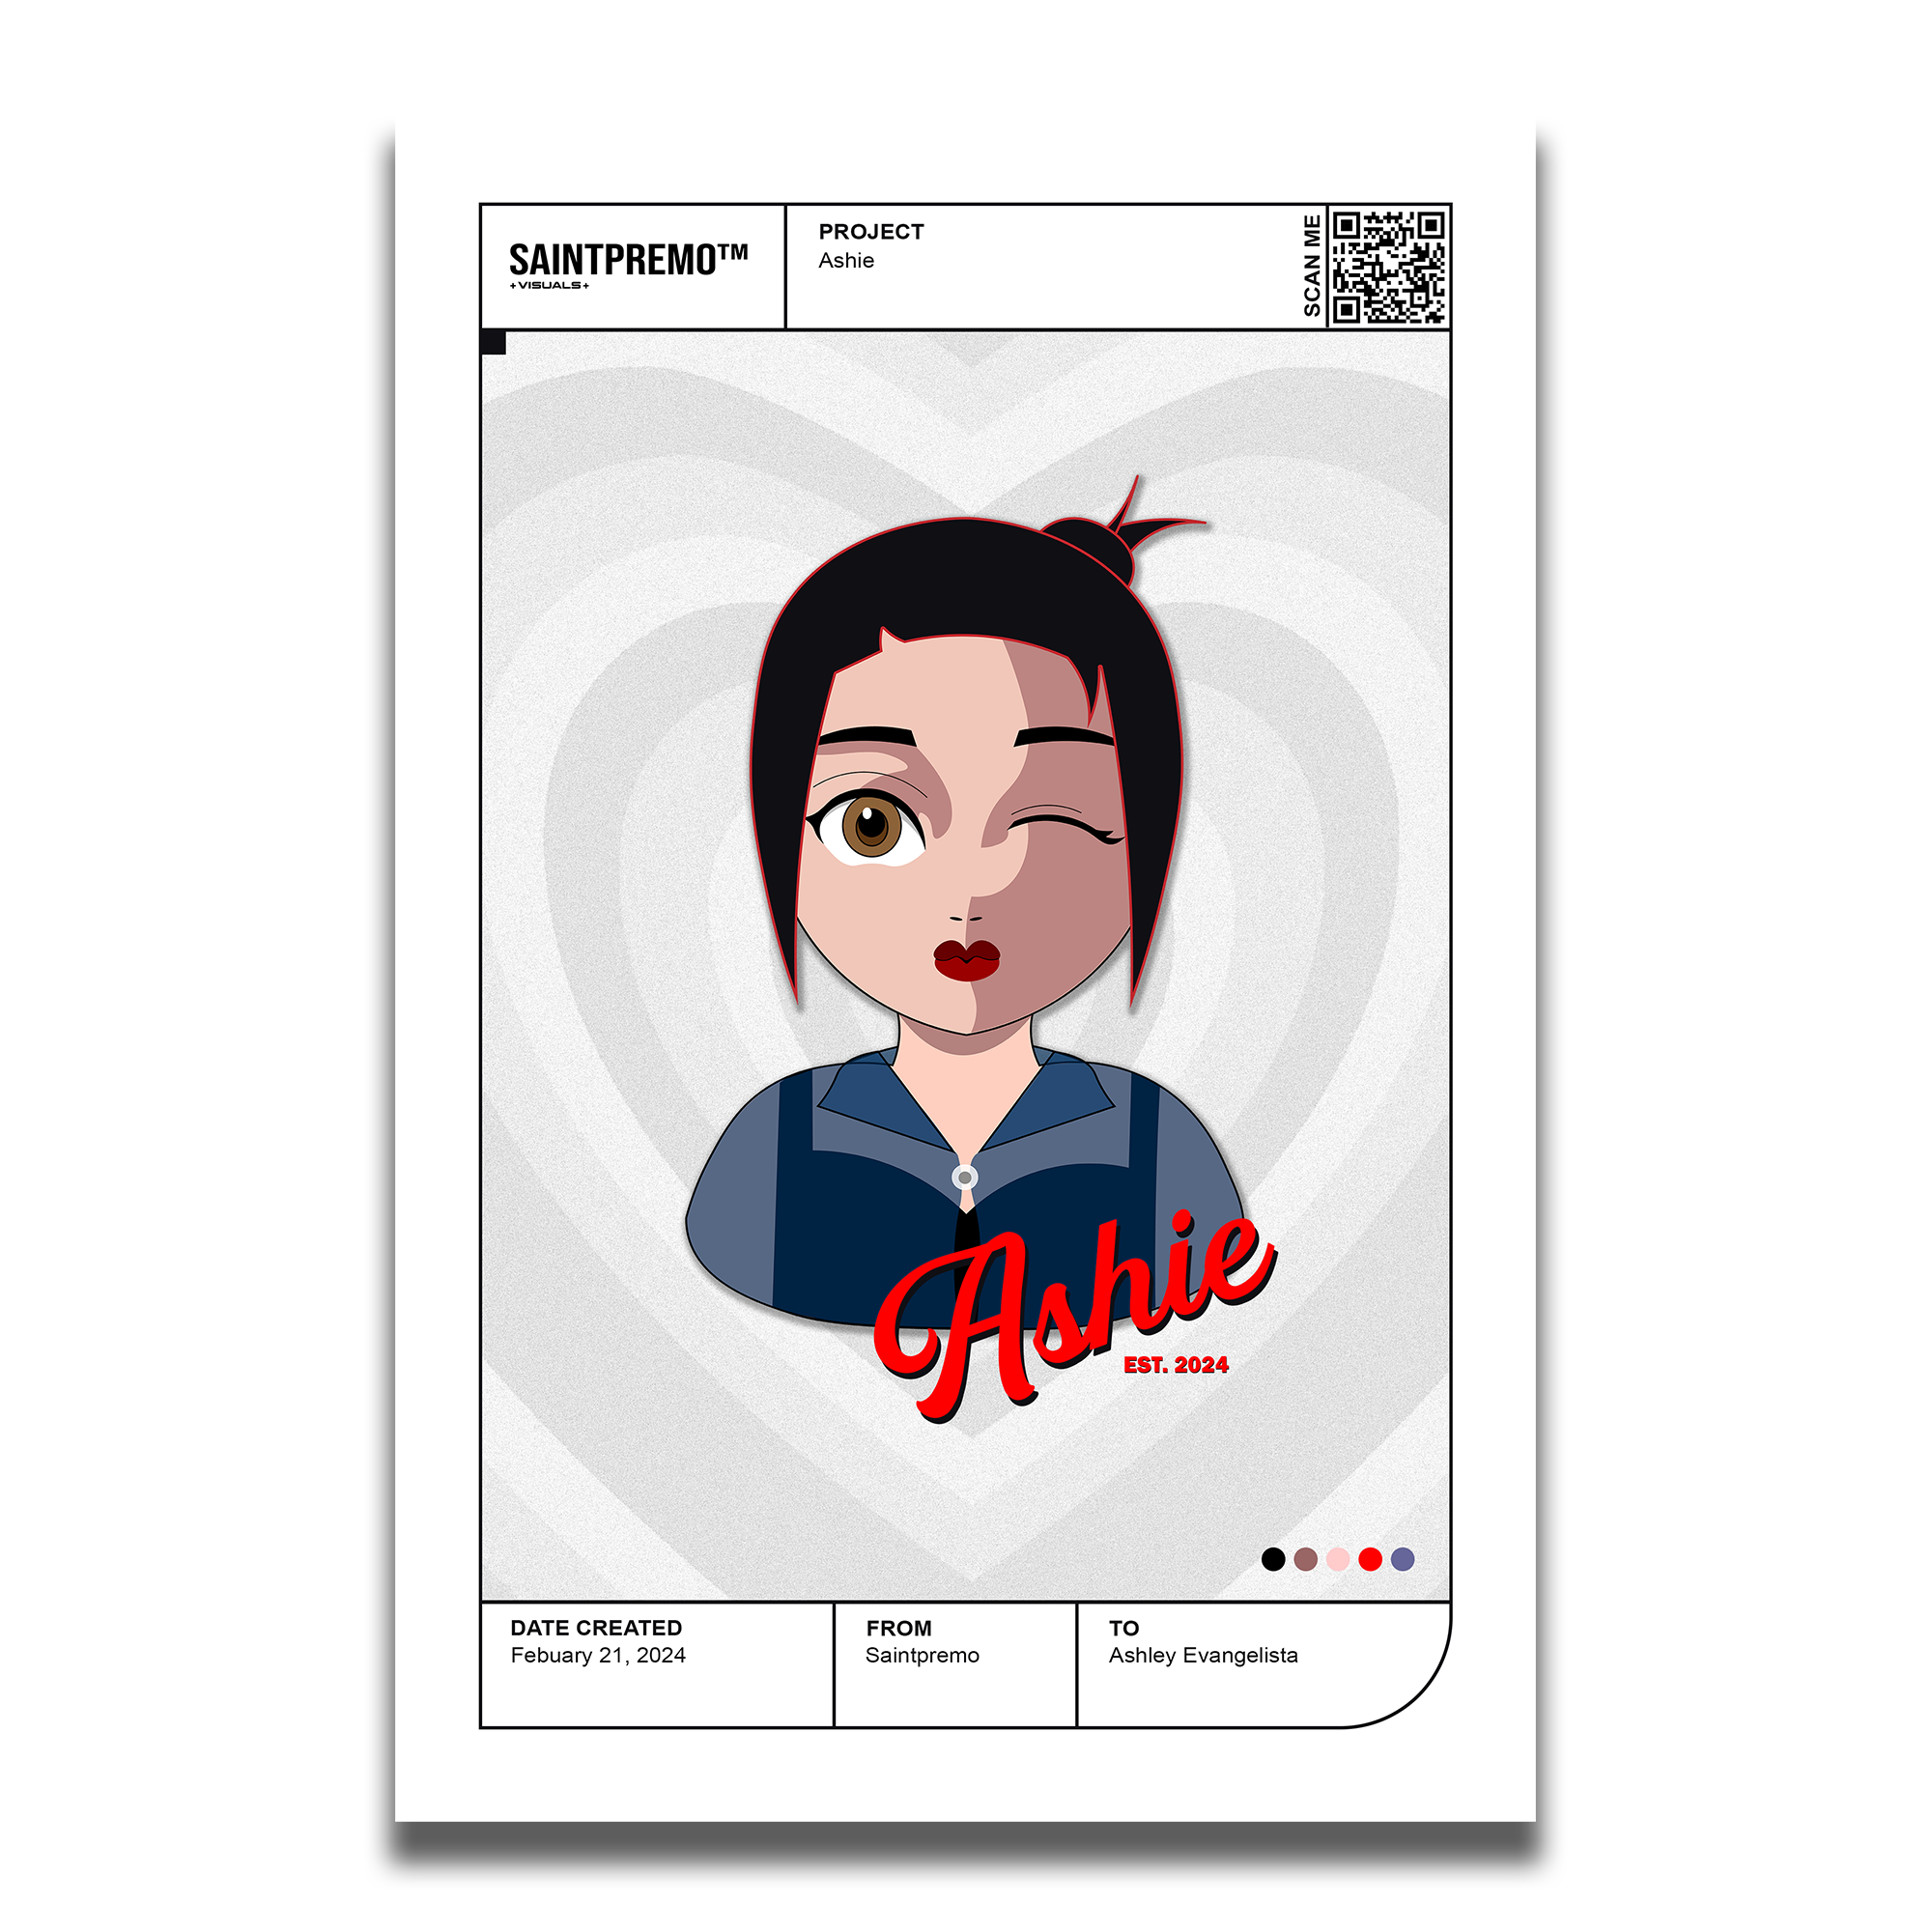 SAINTPREMO™
+VISUALS+
PROJECT
Ashie
SCAN ME
Ashie
EST. 2024
DATE CREATED
Febuary 21, 2024
FROM
Saintpremo
TO
Ashley Evangelista